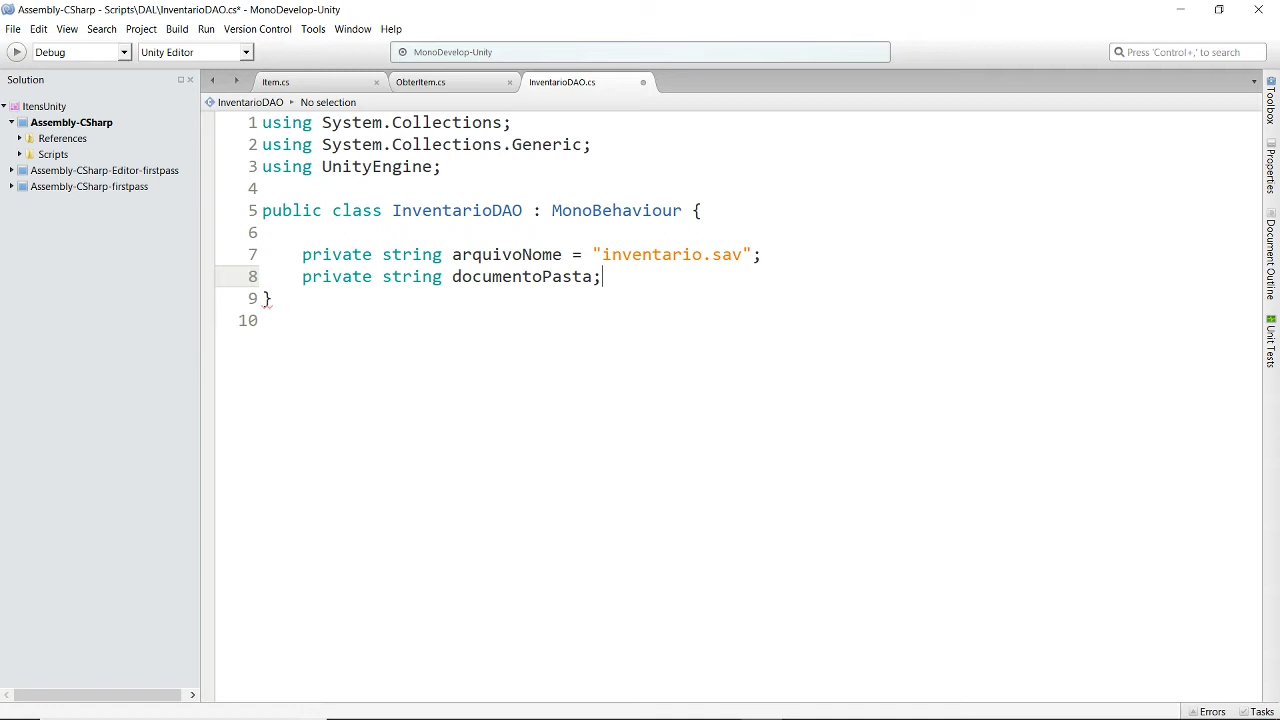 Assembly-CSharp - Scripts\DAL\InventarioDAO.cs* - MonoDevelop-Unity
File Edit View Search Project Build Run Version Control Tools Window Help
Debug Unity Editor MonoDevelop-Unity Press 'Control+,' to search
Solution
Item.cs ObterItem.cs InventarioDAO.cs
InventarioDAO No selection
ItensUnity
Assembly-CSharp
References
Scripts
Assembly-CSharp-Editor-firstpass
Assembly-CSharp-firstpass
1 using System.Collections;
2 using System.Collections.Generic;
3 using UnityEngine;
4
5 public class InventarioDAO : MonoBehaviour {
6
7 private string arquivoNome = "inventario.sav";
8 private string documentoPasta;
9 }
10
Toolbox
Properties
Document Outline
Unit Tests
Errors Tasks